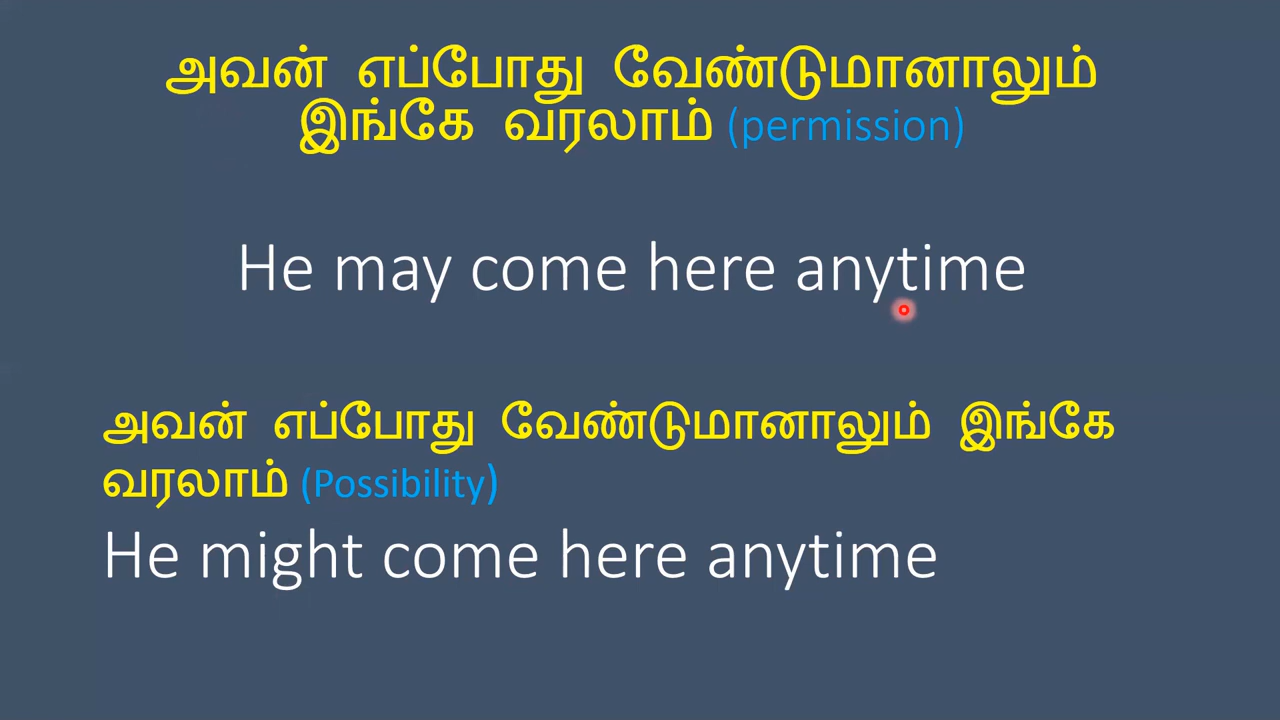 அவன் எப்போது வேண்டுமானாலும்
இங்கே வரலாம் (permission)
He may come here anytime
அவன் எப்போது வேண்டுமானாலும் இங்கே
வரலாம் (Possibility)
He might come here anytime